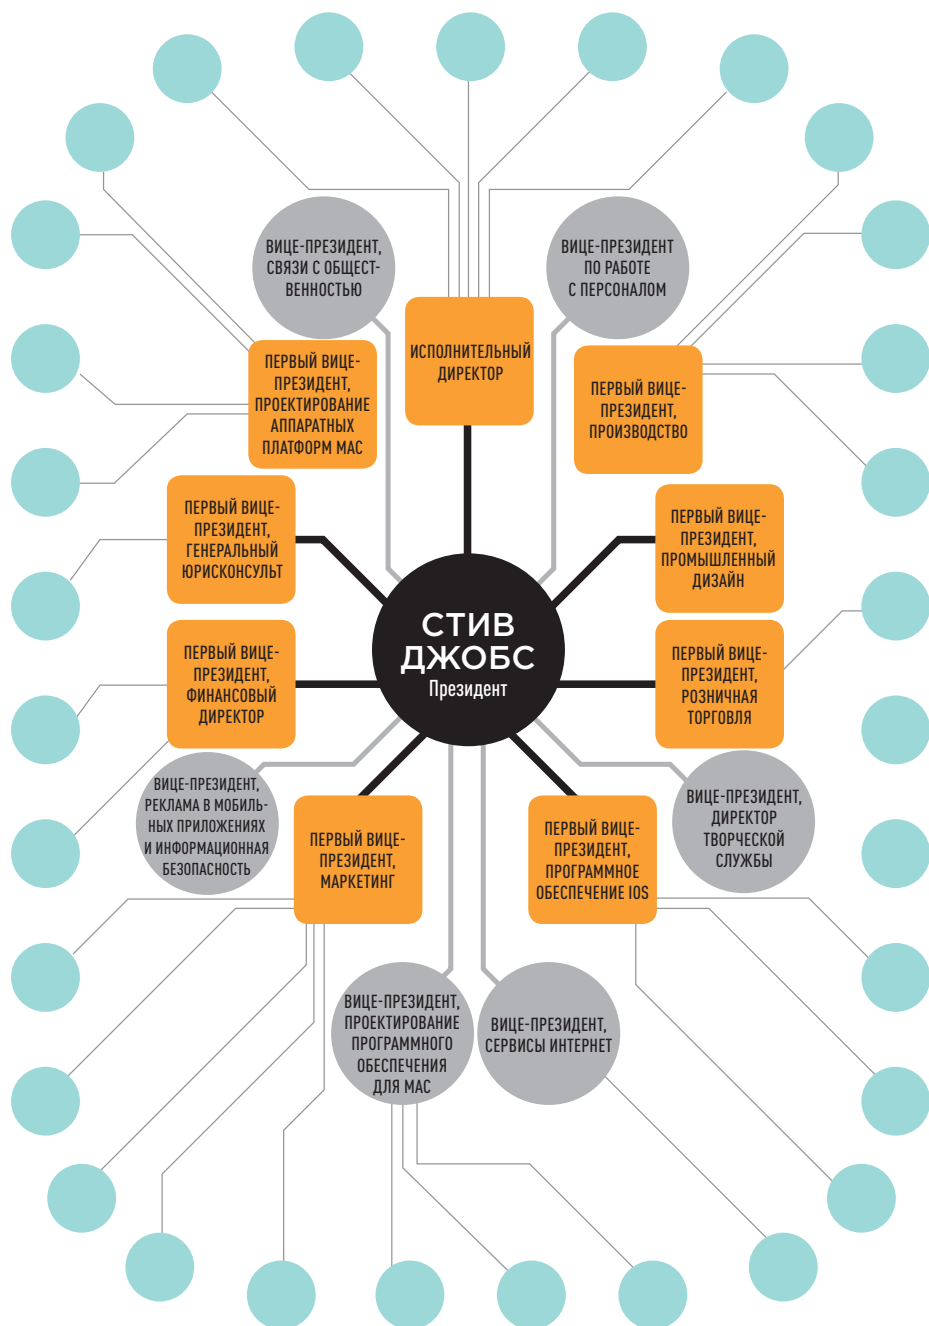 ВИЦЕ-ПРЕЗИДЕНТ,
СВЯЗИ С ОБЩЕСТ-
ВЕННОСТЬЮ
ВИЦЕ-ПРЕЗИДЕНТ
ПО РАБОТЕ
С ПЕРСОНАЛОМ
ПЕРВЫЙ ВИЦЕ-
ПРЕЗИДЕНТ,
ПРОЕКТИРОВАНИЕ
АППАРАТНЫХ
ПЛАТФОРМ MAC
ИСПОЛНИТЕЛЬНЫЙ
ДИРЕКТОР
ПЕРВЫЙ ВИЦЕ-
ПРЕЗИДЕНТ,
ПРОИЗВОДСТВО
ПЕРВЫЙ ВИЦЕ-
ПРЕЗИДЕНТ,
ГЕНЕРАЛЬНЫЙ
ЮРИСКОНСУЛЬТ
ПЕРВЫЙ ВИЦЕ-
ПРЕЗИДЕНТ,
ПРОМЫШЛЕННЫЙ
ДИЗАЙН
СТИВ
ДЖОБС
Президент
ПЕРВЫЙ ВИЦЕ-
ПРЕЗИДЕНТ,
ФИНАНСОВЫЙ
ДИРЕКТОР
ПЕРВЫЙ ВИЦЕ-
ПРЕЗИДЕНТ,
РОЗНИЧНАЯ
ТОРГОВЛЯ
ВИЦЕ-ПРЕЗИДЕНТ,
РЕКЛАМА В МОБИЛЬ-
НЫХ ПРИЛОЖЕНИЯХ
И ИНФОРМАЦИОННАЯ
БЕЗОПАСНОСТЬ
ПЕРВЫЙ ВИЦЕ-
ПРЕЗИДЕНТ,
МАРКЕТИНГ
ПЕРВЫЙ ВИЦЕ-
ПРЕЗИДЕНТ,
ПРОГРАММНОЕ
ОБЕСПЕЧЕНИЕ IOS
ВИЦЕ-ПРЕЗИДЕНТ,
ДИРЕКТОР
ТВОРЧЕСКОЙ
СЛУЖБЫ
ВИЦЕ-ПРЕЗИДЕНТ,
ПРОЕКТИРОВАНИЕ
ПРОГРАММНОГО
ОБЕСПЕЧЕНИЯ
ДЛЯ MAC
ВИЦЕ-ПРЕЗИДЕНТ,
СЕРВИСЫ ИНТЕРНЕТ